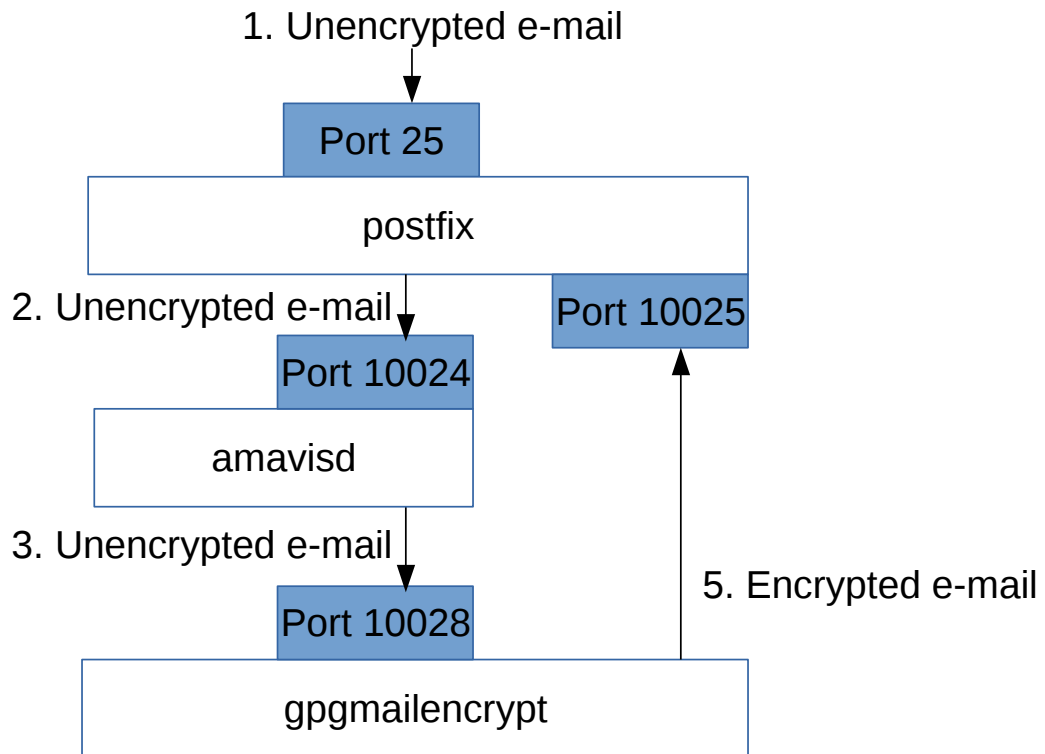 1. Unencrypted e-mail
Port 25
postfix
2. Unencrypted e-mail
Port 10025
Port 10024
amavisd
3. Unencrypted e-mail
5. Encrypted e-mail
Port 10028
gpgmailencrypt